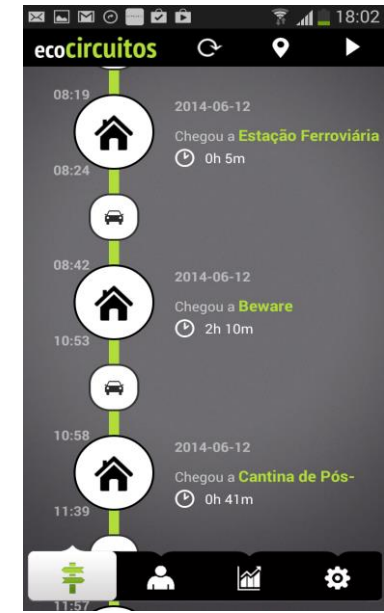 18:02
ecocircuitos
08:19
2014-06-12
Chegou a Estação Ferroviária
0h 5m
08:24
08:42
2014-06-12
Chegou a Beware
2h 10m
10:53
10:58
2014-06-12
Chegou a Cantina de Pós-
0h 41m
11:39
11:57